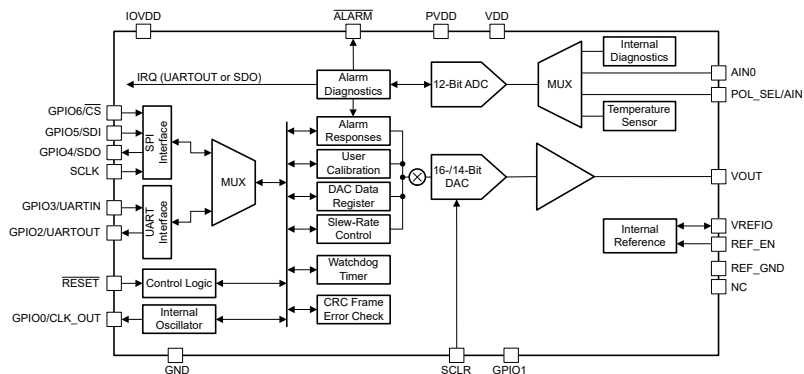 IOVDD
ALARM
PVDD
VDD
IRQ (UARTOUT or SDO)
Alarm
Diagnostics
12-Bit ADC
MUX
Internal
Diagnostics
Temperature
Sensor
AIN0
POL_SEL/AIN
GPIO6/CS
GPIO5/SDI
GPIO4/SDO
SCLK
SPI
Interface
GPIO3/UARTIN
GPIO2/UARTOUT
UART
Interface
MUX
Alarm
Responses
User
Calibration
DAC Data
Register
Slew-Rate
Control
Watchdog
Timer
CRC Frame
Error Check
16-/14-Bit
DAC
VOUT
Internal
Reference
VREFIO
REF_EN
REF_GND
NC
RESET
Control Logic
GPIO0/CLK_OUT
Internal
Oscillator
GND
SCLR
GPIO1